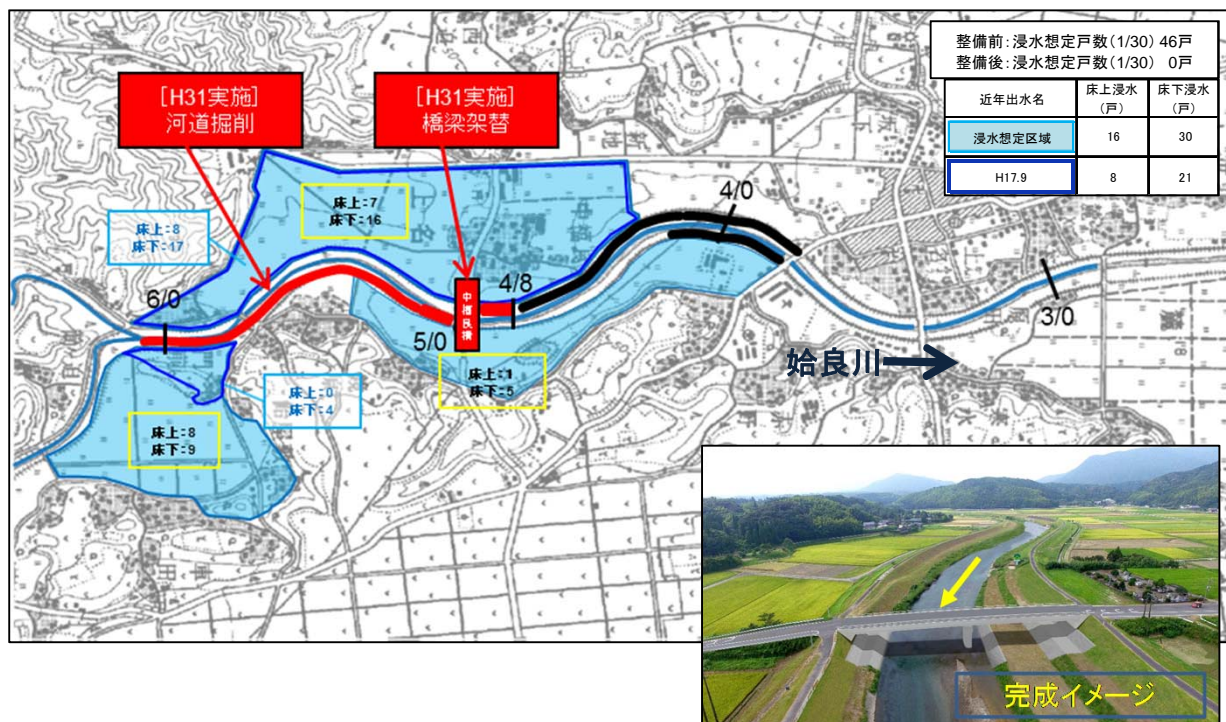 整備前:浸水想定戸数(1/30) 46戸
整備後:浸水想定戸数(1/30) 0戸
近年出水名
床上浸水
(戸)
床下浸水
(戸)
浸水想定区域
16
30
H17.9
8
21
[H31実施]
河道掘削
[H31実施]
橋梁架替
床上:7
床下:16
床上:8
床下:17
4/0
6/0
4/8
5/0
3/0
床上:1
床下:5
床上:0
床下:4
床上:8
床下:9
姶良川
完成イメージ